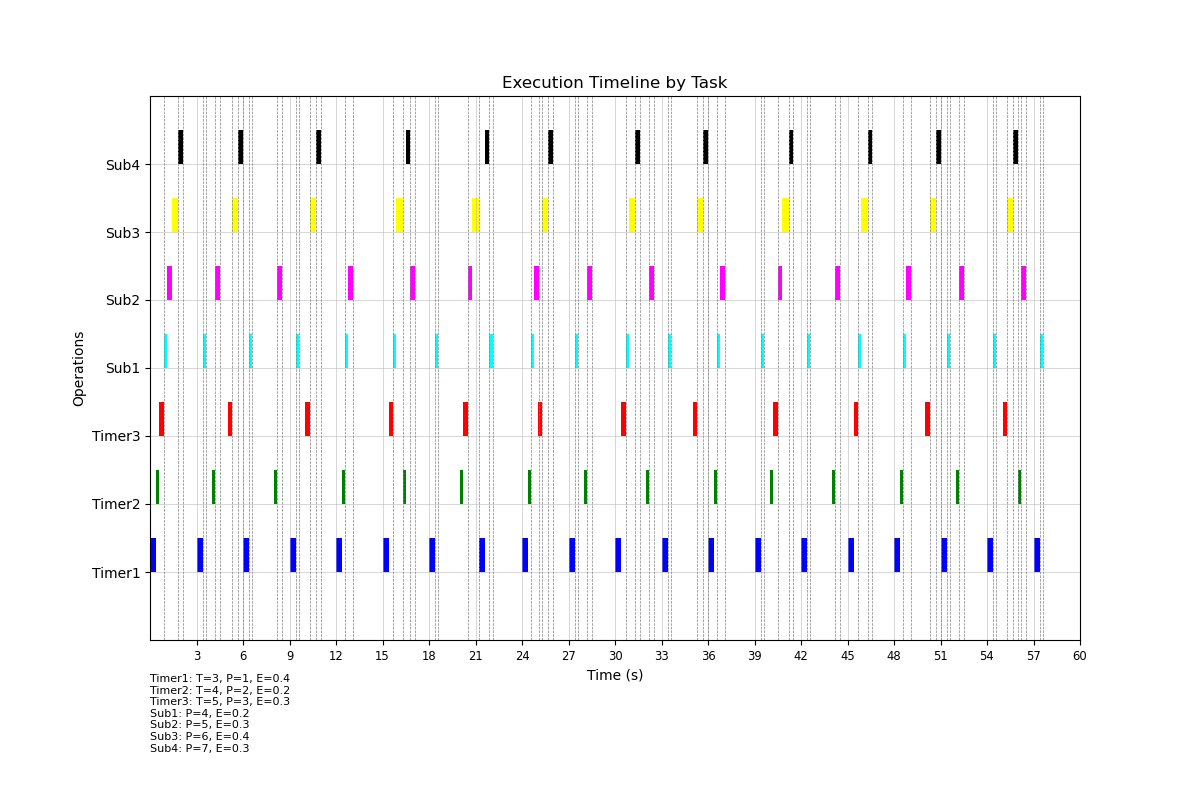 Execution Timeline by Task
Sub4
Sub3
Sub2
Sub1
Timer3
Timer2
Timer1
Operations
3 6 9 12 15 18 21 24 27 30 33 36 39 42 45 48 51 54 57 60
Time (s)
Timer1: T=3, P=1, E=0.4
Timer2: T=4, P=2, E=0.2
Timer3: T=5, P=3, E=0.3
Sub1: P=4, E=0.2
Sub2: P=5, E=0.3
Sub3: P=6, E=0.4
Sub4: P=7, E=0.3